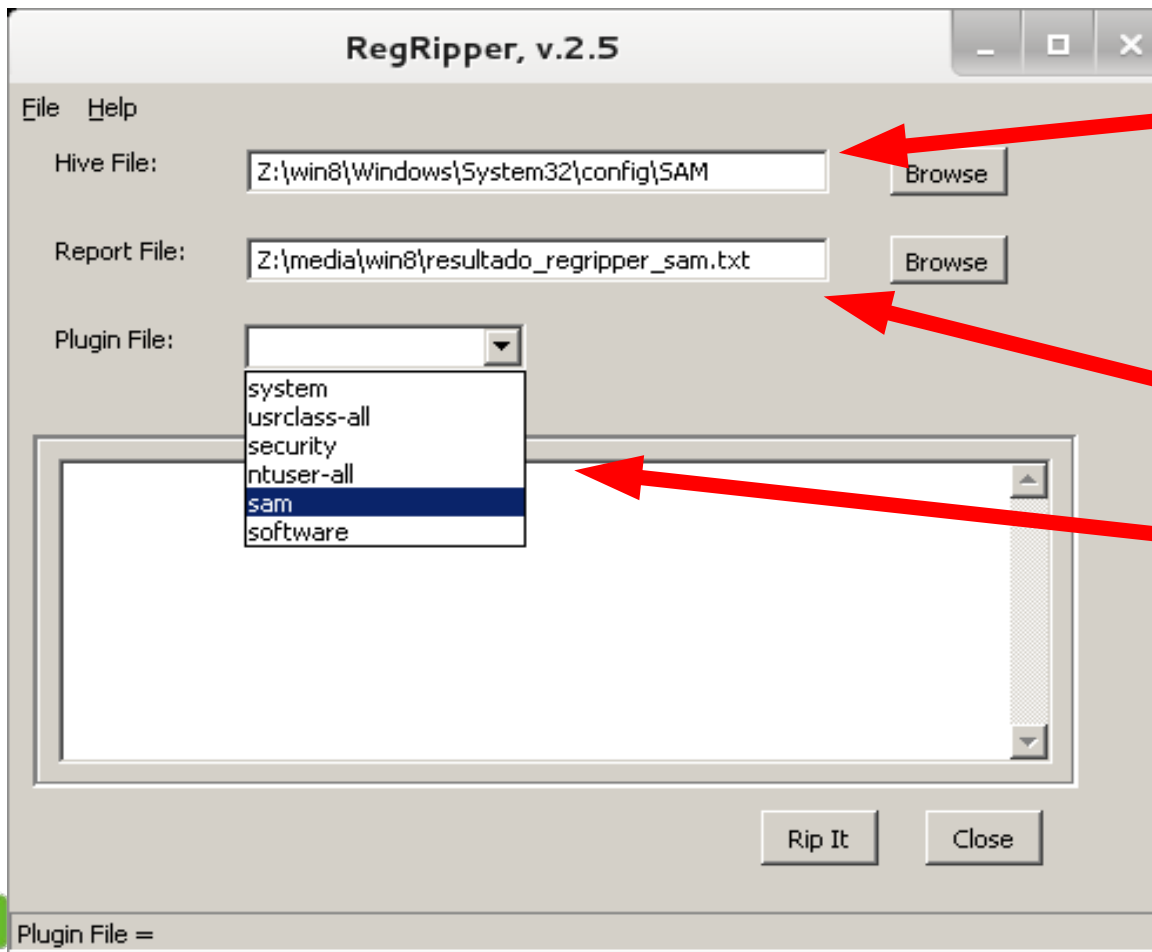 RegRipper, v.2.5
File Help
Hive File: Z:\win8\Windows\System32\config\SAM Browse
Report File: Z:\media\win8\resultado_regripper_sam.txt Browse
Plugin File:
system
usrclass-all
security
ntuser-all
sam
software
Rip It Close
Plugin File =